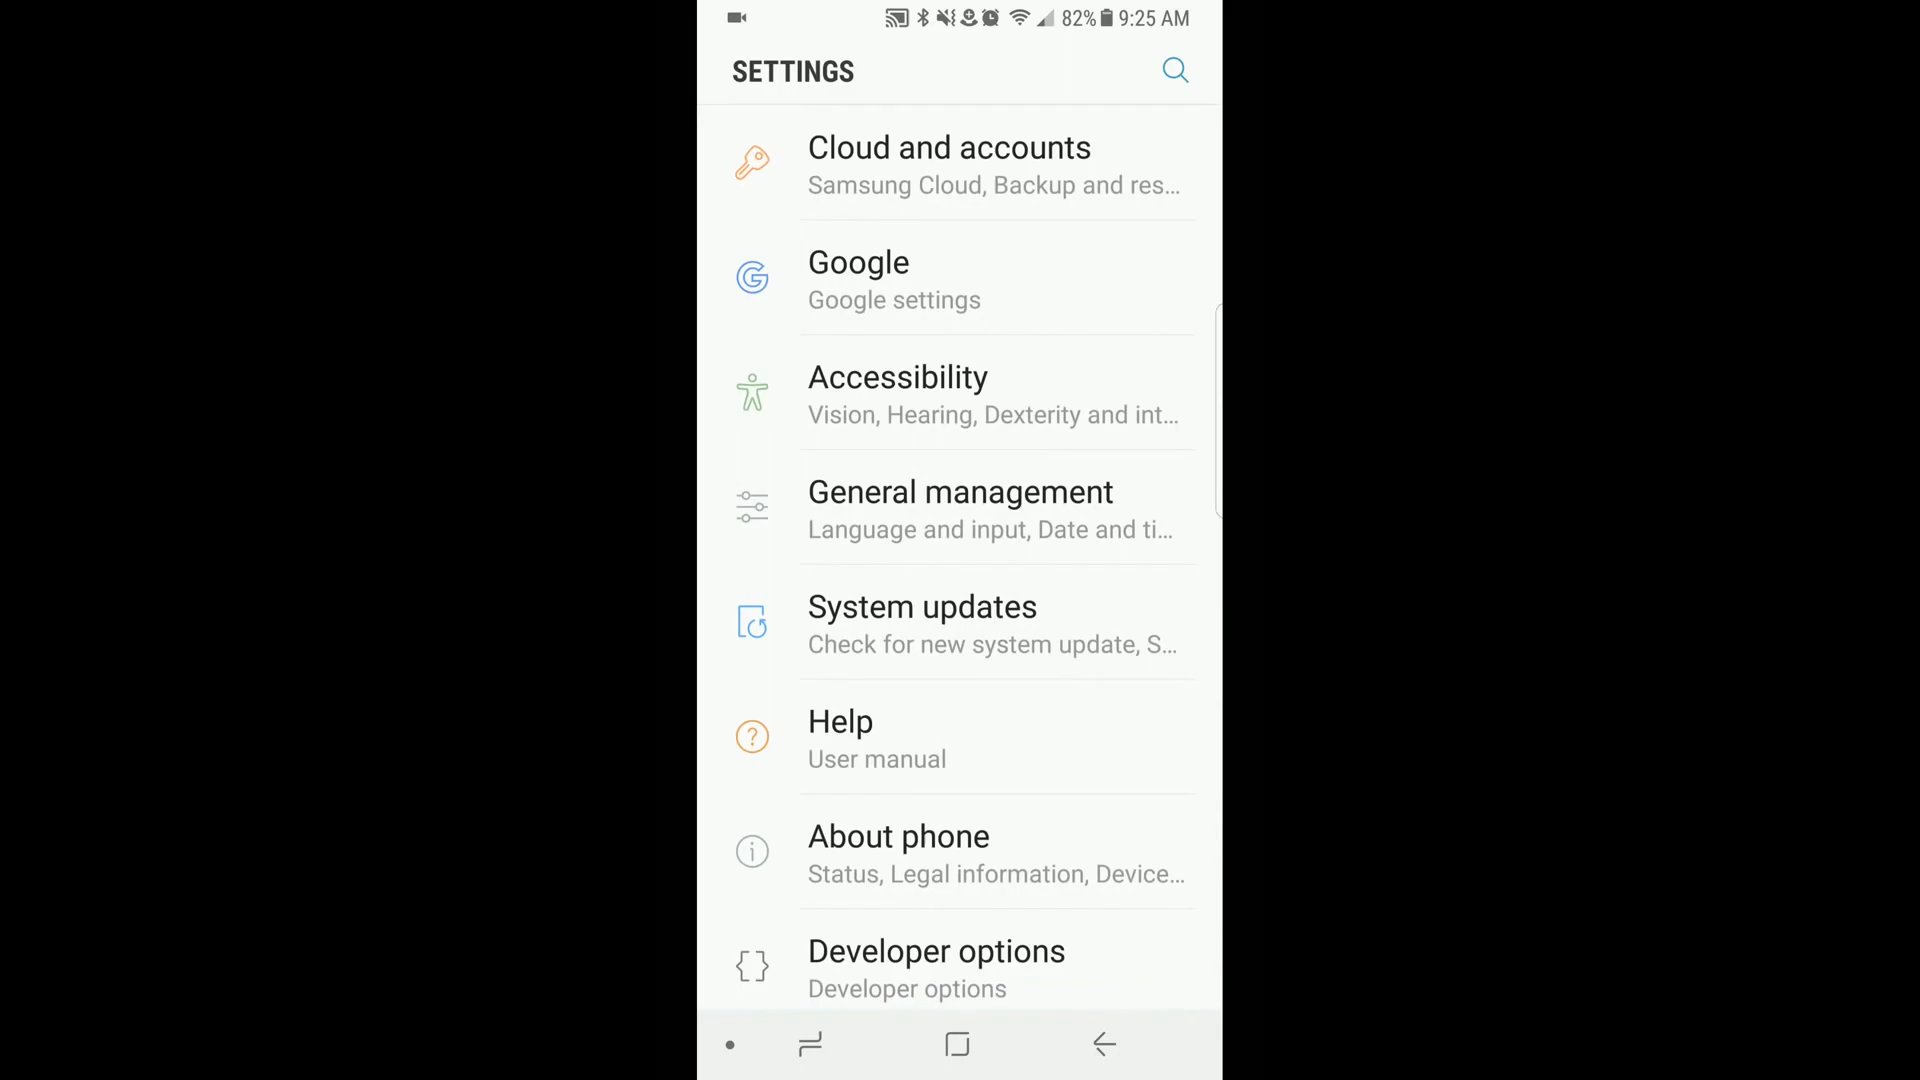 82% 9:25 AM
SETTINGS
Cloud and accounts
Samsung Cloud, Backup and res...
Google
Google settings
Accessibility
Vision, Hearing, Dexterity and int...
General management
Language and input, Date and ti...
System updates
Check for new system update, S...
Help
User manual
About phone
Status, Legal information, Device...
Developer options
Developer options